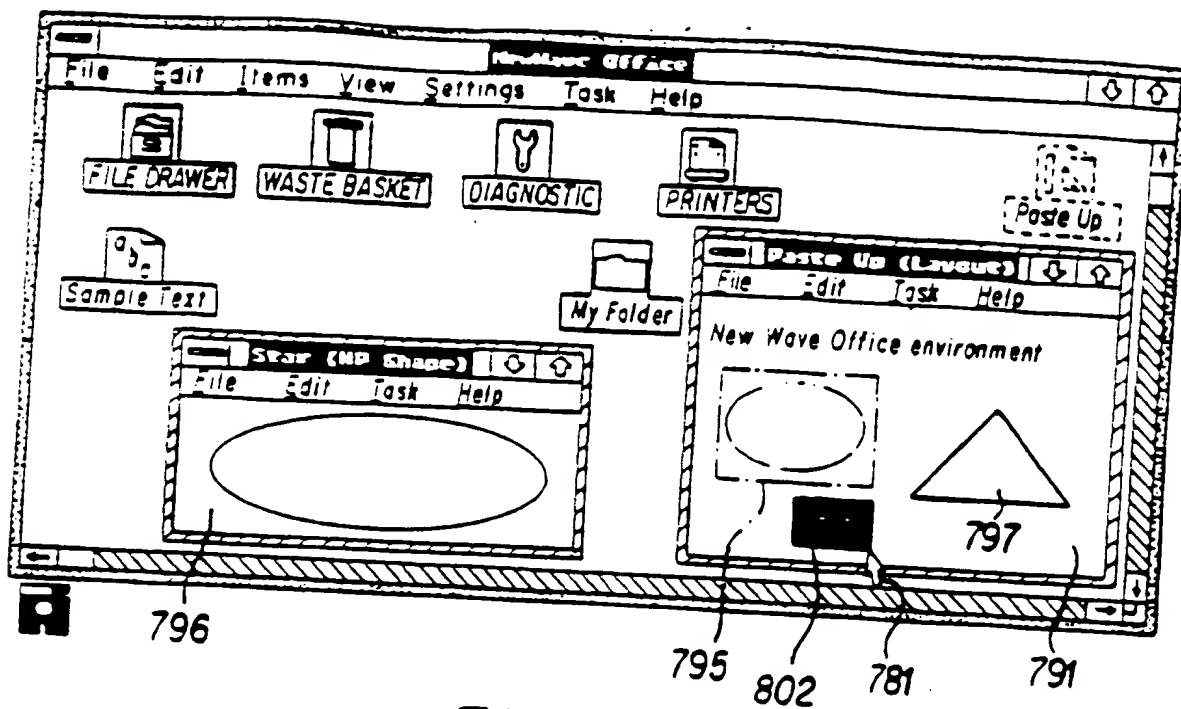 NewWave Office
File Edit Items View Settings Task Help
FILE DRAWER WASTE BASKET DIAGNOSTIC PRINTERS Paste Up
a b c
Sample Text
My Folder
Paste Up (Layout)
File Edit Task Help
New Wave Office environment
Star (HP Shape)
File Edit Task Help
797
796
795
802
781
791